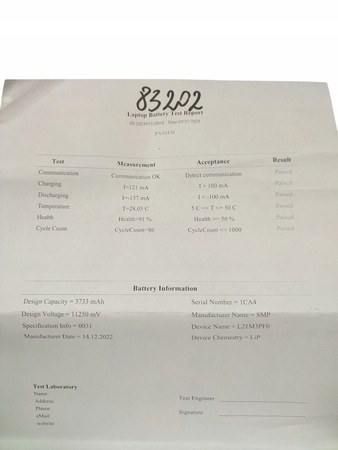 83202
Laptop Battery Test Report
PASSED
Test Measurement Acceptance Result
Communication Communication OK Detect communication Passed
Charging I=121 mA I > 100 mA Passed
Discharging I=-137 mA I < -100 mA Passed
Temperature T=28.05 C 5 C <= T <= 50 C Passed
Health Health=91 % Health >= 50 % Passed
Cycle Count CycleCount=86 CycleCount <= 1000 Passed
Battery Information
Design Capacity = 3733 mAh Serial Number = 1CA4
Design Voltage = 11250 mV Manufacturer Name = SMP
Specification Info = 0031 Device Name = L21M3PF0
Manufacturer Date = 14.12.2022 Device Chemistry = LiP
Test Laboratory
Name:
Address
Phone
eMail
website
Test Engineer
Signature